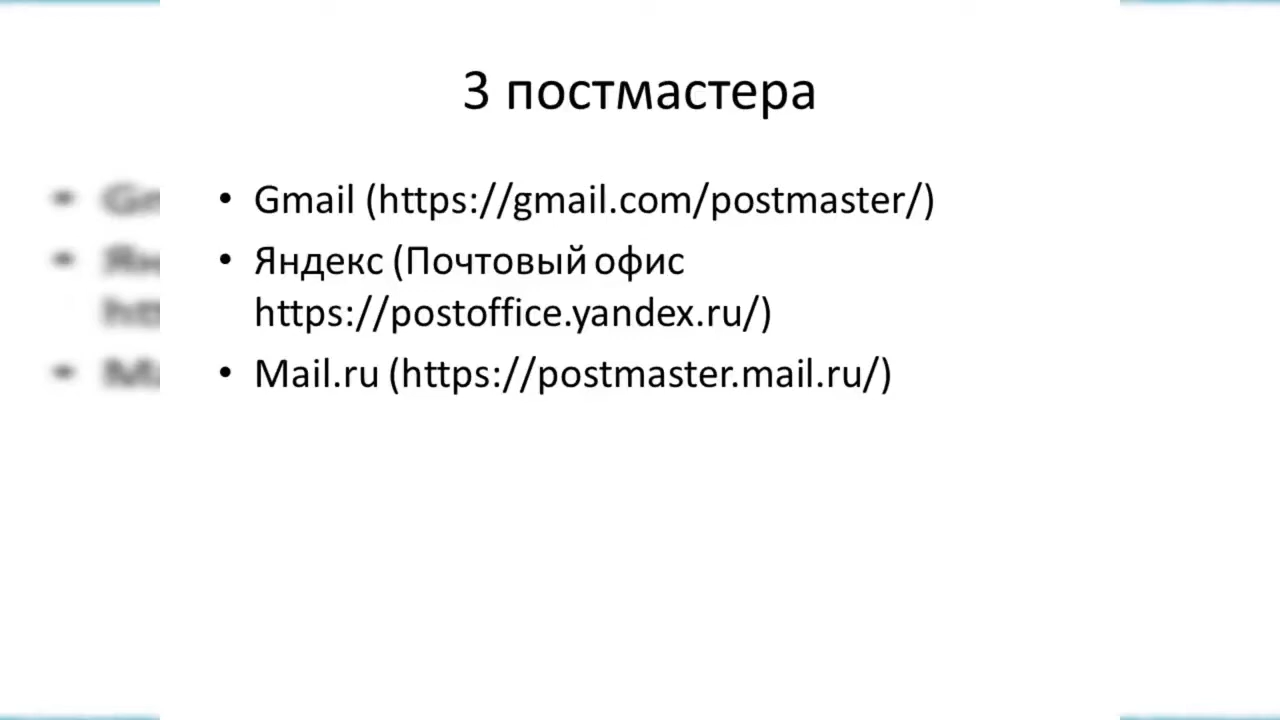 3 постмастера
• Gmail (https://gmail.com/postmaster/)
• Яндекс (Почтовый офис
https://postoffice.yandex.ru/)
• Mail.ru (https://postmaster.mail.ru/)